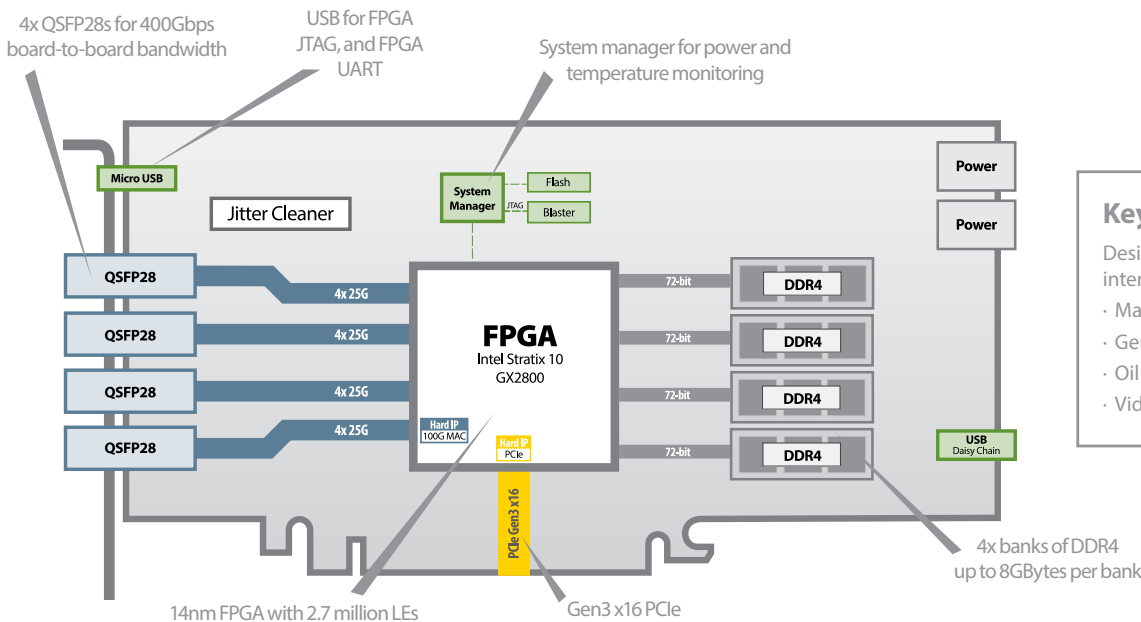 4x QSFP28s for 400Gbps
board-to-board bandwidth
USB for FPGA
JTAG, and FPGA
UART
System manager for power and
temperature monitoring
Micro USB
Jitter Cleaner
System
Manager
JTAG
Flash
Blaster
Power
Power
QSFP28
QSFP28
QSFP28
QSFP28
4x 25G
4x 25G
4x 25G
4x 25G
FPGA
Intel Stratix 10
GX2800
Hard IP
100G MAC
Hard IP
PCIe
PCIe Gen3 x16
72-bit
72-bit
72-bit
72-bit
DDR4
DDR4
DDR4
DDR4
USB
Daisy Chain
14nm FPGA with 2.7 million LEs
Gen3 x16 PCIe
4x banks of DDR4
up to 8GBytes per bank
Key
Desi
inter
· Ma
· Ger
· Oil
· Vid